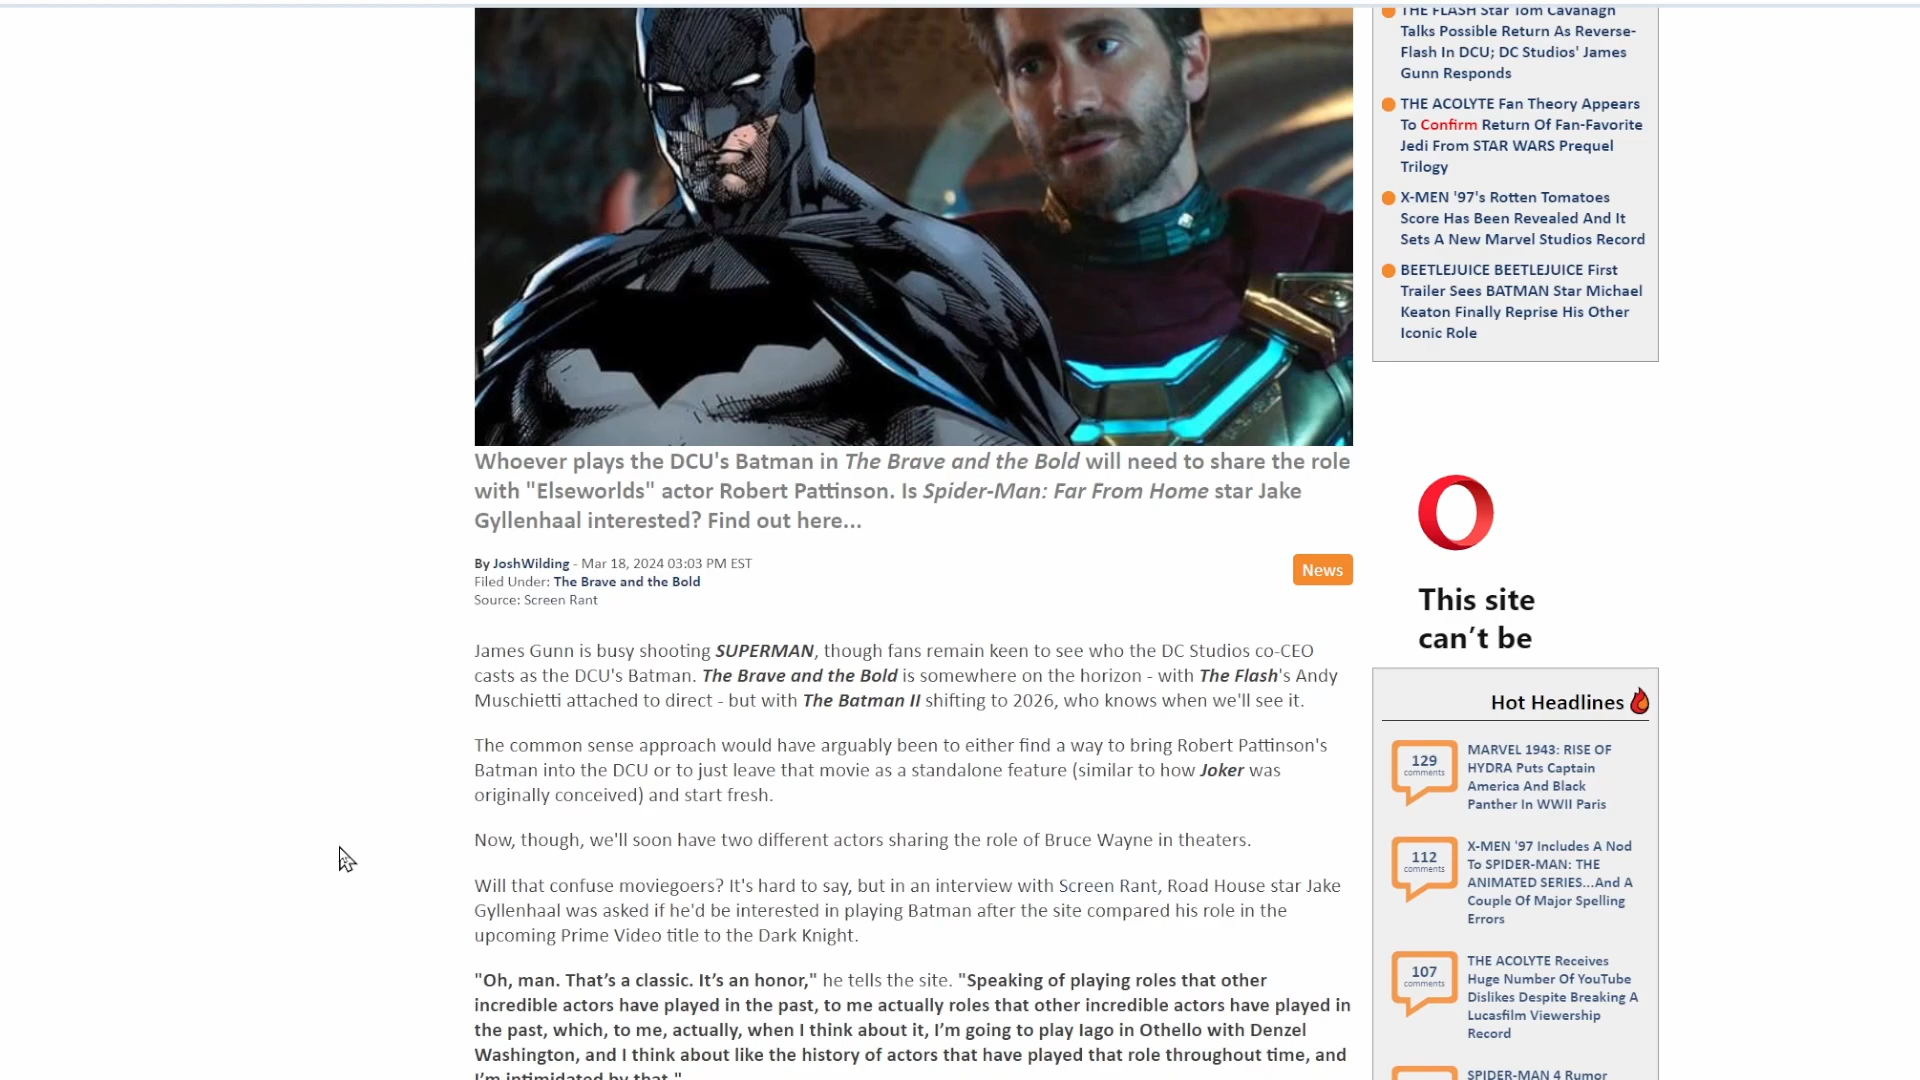 THE FLASH Star Tom Cavanagh
Talks Possible Return As Reverse-
Flash In DCU; DC Studios' James
Gunn Responds
THE ACOLYTE Fan Theory Appears
To Confirm Return Of Fan-Favorite
Jedi From STAR WARS Prequel
Trilogy
X-MEN '97's Rotten Tomatoes
Score Has Been Revealed And It
Sets A New Marvel Studios Record
BEETLEJUICE BEETLEJUICE First
Trailer Sees BATMAN Star Michael
Keaton Finally Reprise His Other
Iconic Role
Whoever plays the DCU's Batman in The Brave and the Bold will need to share the role
with "Elseworlds" actor Robert Pattinson. Is Spider-Man: Far From Home star Jake
Gyllenhaal interested? Find out here...
By JoshWilding - Mar 18, 2024 03:03 PM EST
Filed Under: The Brave and the Bold
Source: Screen Rant
News
James Gunn is busy shooting SUPERMAN, though fans remain keen to see who the DC Studios co-CEO
casts as the DCU's Batman. The Brave and the Bold is somewhere on the horizon - with The Flash's Andy
Muschietti attached to direct - but with The Batman II shifting to 2026, who knows when we'll see it.
The common sense approach would have arguably been to either find a way to bring Robert Pattinson's
Batman into the DCU or to just leave that movie as a standalone feature (similar to how Joker was
originally conceived) and start fresh.
Now, though, we'll soon have two different actors sharing the role of Bruce Wayne in theaters.
Will that confuse moviegoers? It's hard to say, but in an interview with Screen Rant, Road House star Jake
Gyllenhaal was asked if he'd be interested in playing Batman after the site compared his role in the
upcoming Prime Video title to the Dark Knight.
"Oh, man. That’s a classic. It’s an honor," he tells the site. "Speaking of playing roles that other
incredible actors have played in the past, to me actually roles that other incredible actors have played in
the past, which, to me, actually, when I think about it, I’m going to play Iago in Othello with Denzel
Washington, and I think about like the history of actors that have played that role throughout time, and
I’m intimidated by that."
This site
can’t be
Hot Headlines
129
comments
MARVEL 1943: RISE OF
HYDRA Puts Captain
America And Black
Panther In WWII Paris
112
comments
X-MEN '97 Includes A Nod
To SPIDER-MAN: THE
ANIMATED SERIES...And A
Couple Of Major Spelling
Errors
107
comments
THE ACOLYTE Receives
Huge Number Of YouTube
Dislikes Despite Breaking A
Lucasfilm Viewership
Record
SPIDER-MAN 4 Rumor